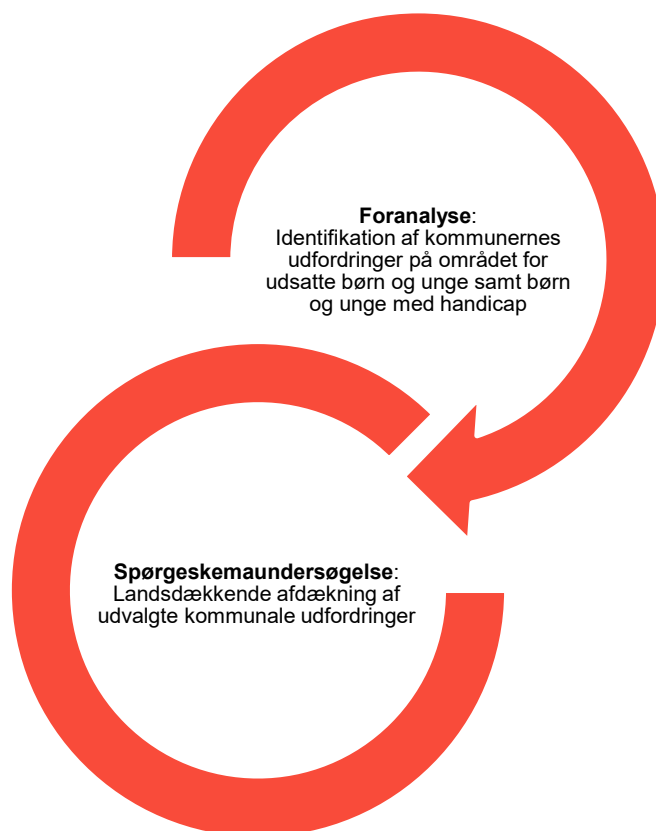 Foranalyse:
Identifikation af kommunernes
udfordringer på området for
udsatte børn og unge samt børn
og unge med handicap
Spørgeskemaundersøgelse:
Landsdækkende afdækning af
udvalgte kommunale udfordringer